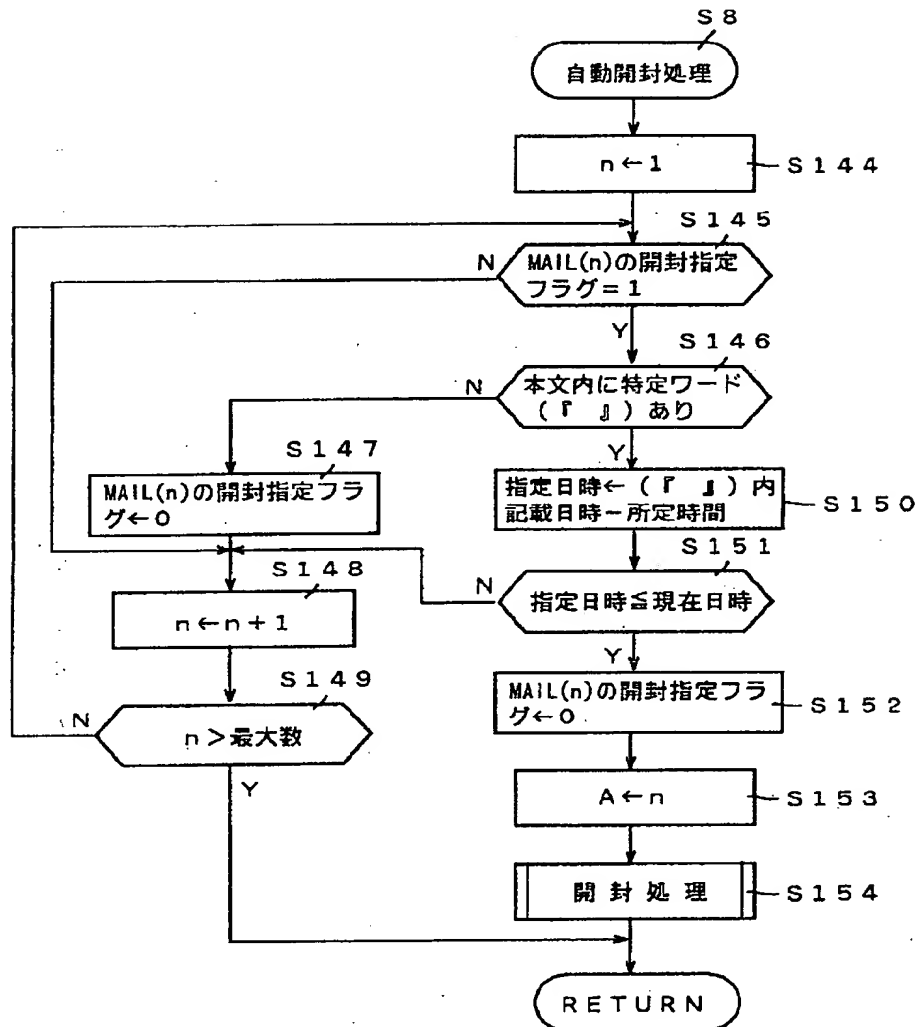 S8
自動開封処理
n←1
S144
S145
N
MAIL(n)の開封指定
フラグ=1
Y
S146
N
本文内に特定ワード
(『 』)あり
S147
Y
MAIL(n)の開封指定フラ
グ←0
指定日時←(『 』)内
記載日時-所定時間
S150
S148
S151
n←n+1
N
指定日時≦現在日時
S149
Y
N
n>最大数
MAIL(n)の開封指定フラ
グ←0
S152
Y
A←n
S153
開封処理
S154
RETURN